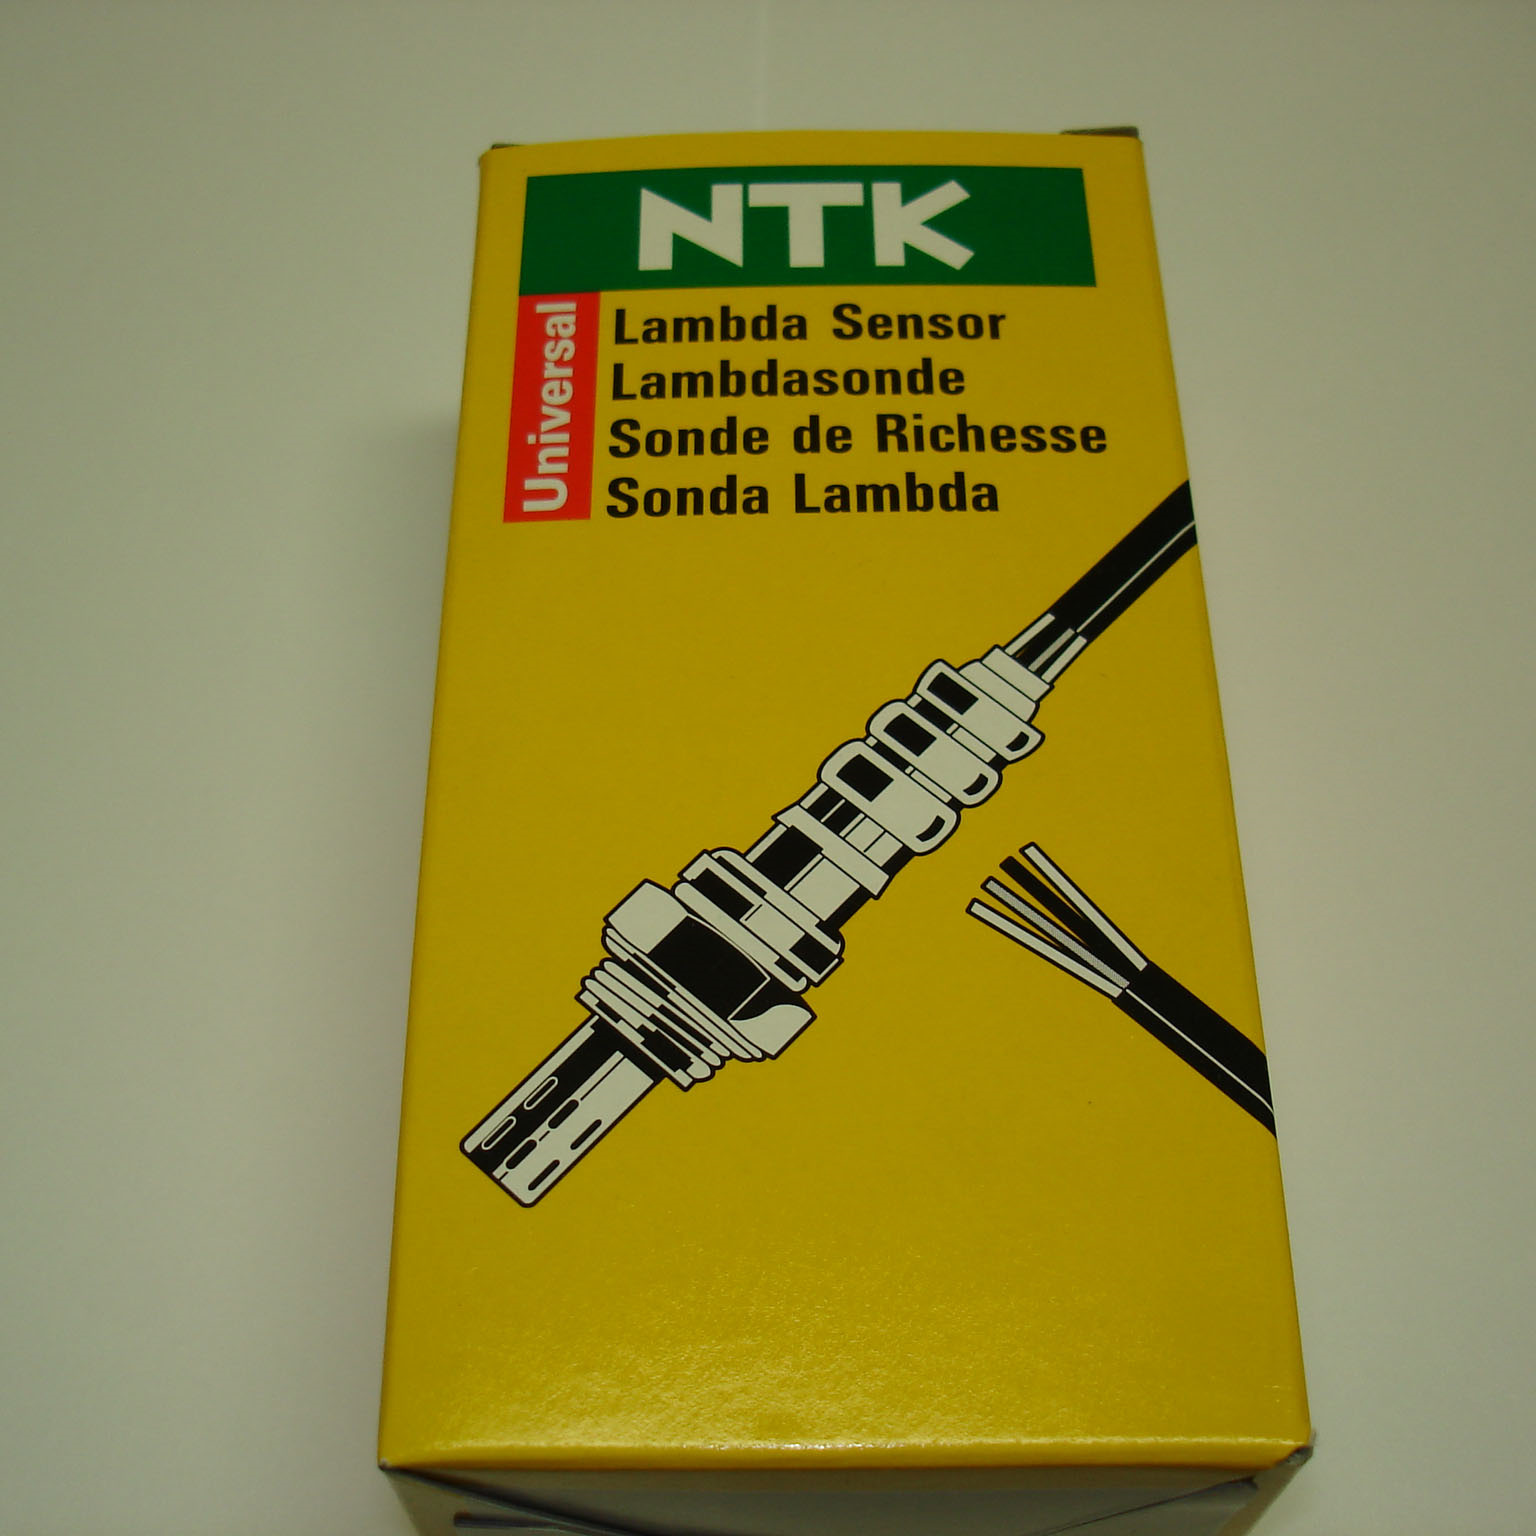 NTK
Universal
Lambda Sensor
Lambdasonde
Sonde de Richesse
Sonda Lambda